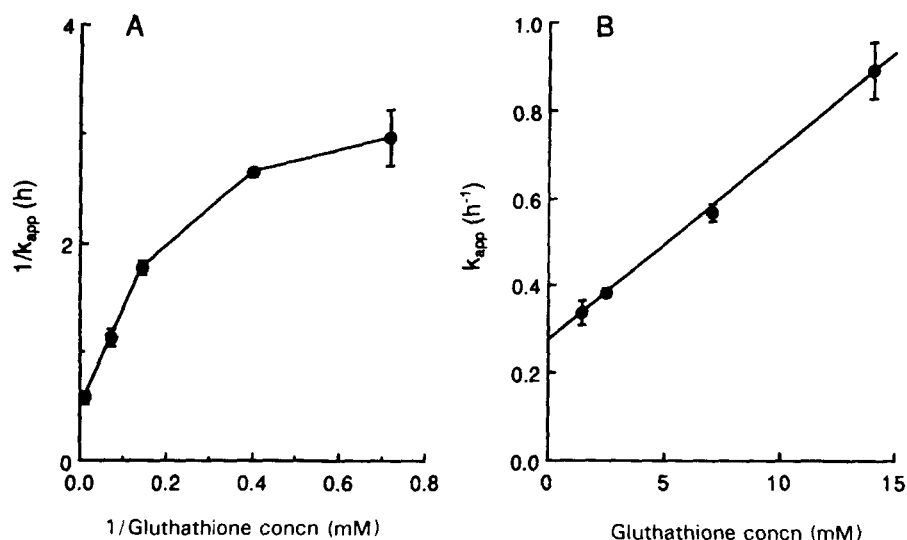 A
4
2
0
1/kapp (h)
0.0 0.2 0.4 0.6 0.8
1/Gluthathione concn (mM)
B
1.0
0.8
0.6
0.4
0.2
0.0
kapp (h-1)
0 5 10 15
Gluthathione concn (mM)